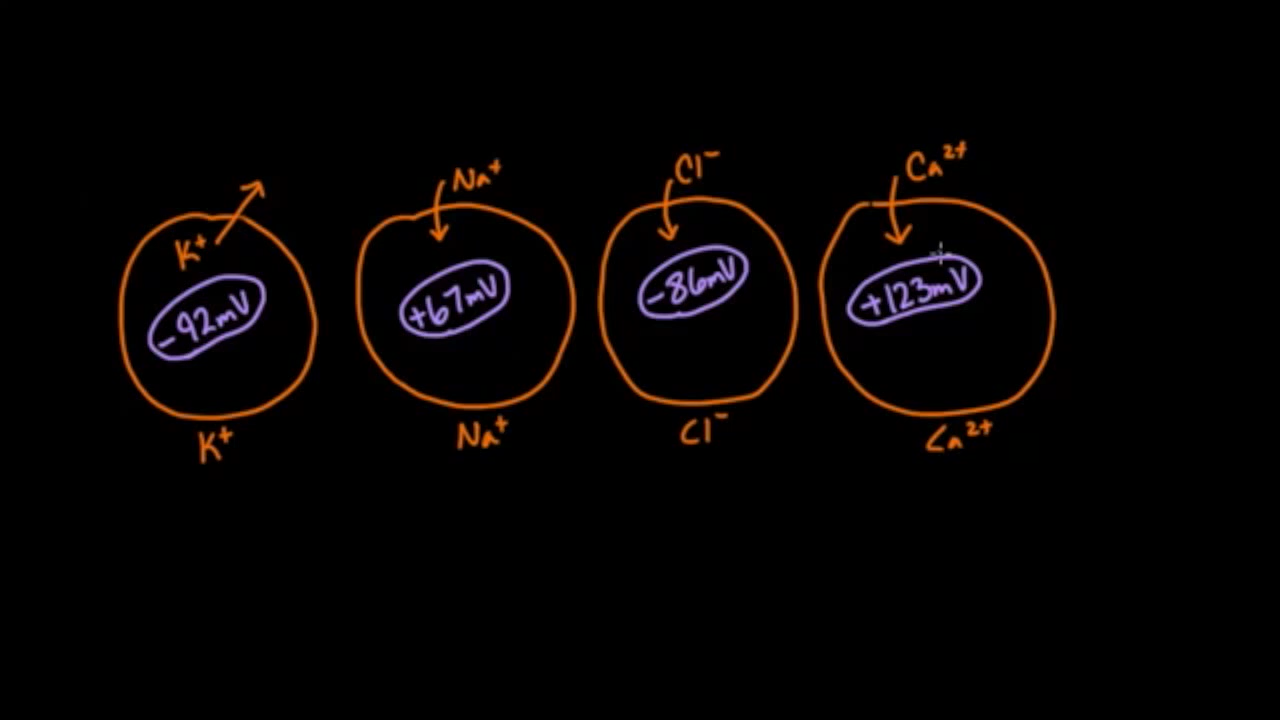 Na⁺ Cl⁻ Ca²⁺
K⁺
-92mV +67mV -86mV +123mV
K⁺ Na⁺ Cl⁻ Ca²⁺